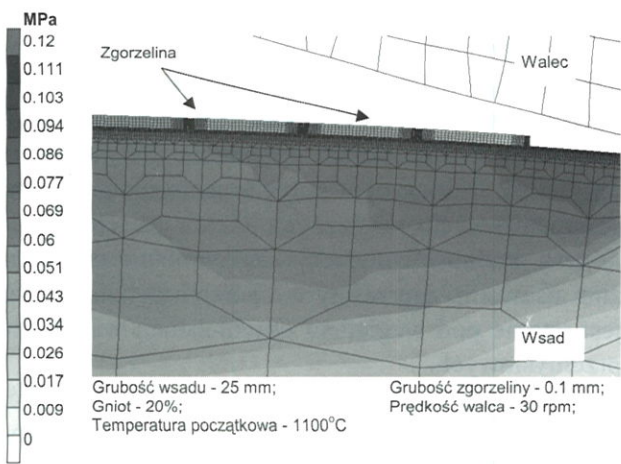 MPa
0.12
0.111
0.103
0.094
0.086
0.077
0.069
0.06
0.051
0.043
0.034
0.026
0.017
0.009
0
Zgorzelina
Walec
Wsad
Grubość wsadu - 25 mm;
Gniot - 20%;
Temperatura początkowa - 1100°C
Grubość zgorzeliny - 0.1 mm;
Prędkość walca - 30 rpm;